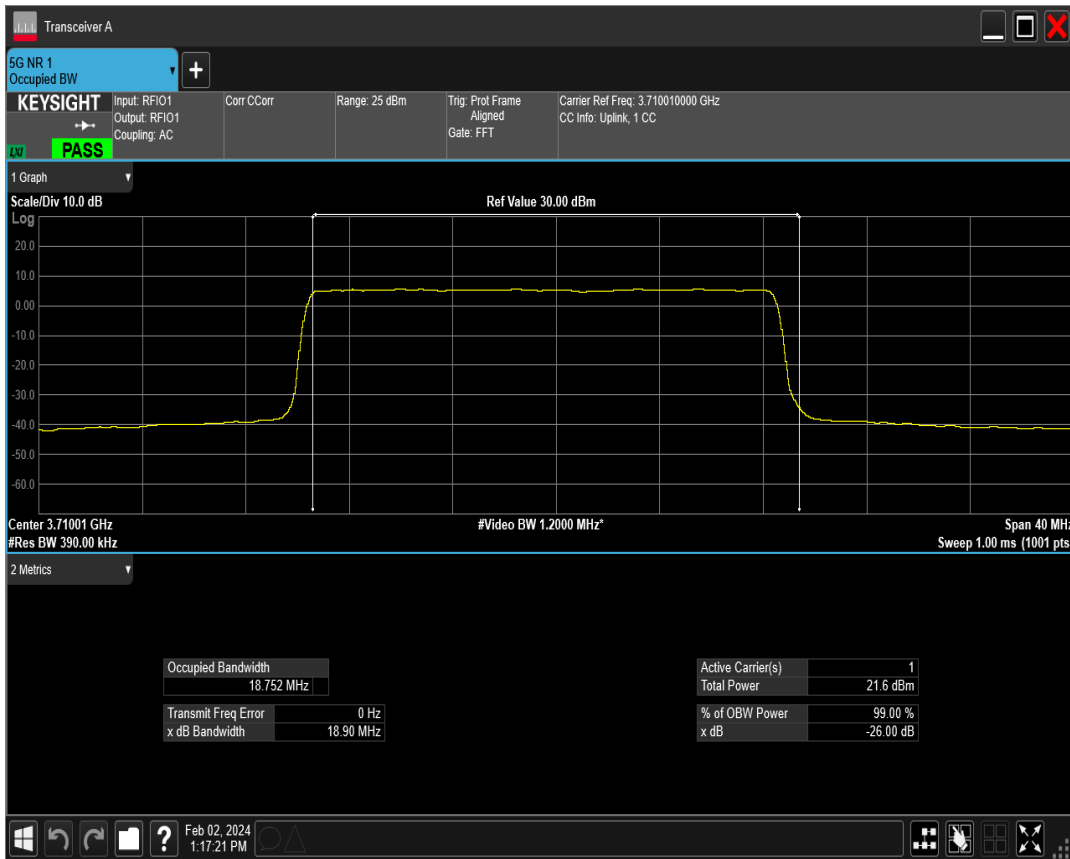 Transceiver A
5G NR 1
Occupied BW
KEYSIGHT
LXI
PASS
Input: RFIO1
Output: RFIO1
Coupling: AC
Corr CCorr
Range: 25 dBm
Trig: Prot Frame
Aligned
Gate: FFT
Carrier Ref Freq: 3.710010000 GHz
CC Info: Uplink, 1 CC
1 Graph
Scale/Div 10.0 dB
Ref Value 30.00 dBm
Log
20.0
10.0
0.00
-10.0
-20.0
-30.0
-40.0
-50.0
-60.0
Center 3.71001 GHz
#Video BW 1.2000 MHz*
Span 40 MHz
#Res BW 390.00 kHz
Sweep 1.00 ms (1001 pts
2 Metrics
Occupied Bandwidth
18.752 MHz
Transmit Freq Error 0 Hz
x dB Bandwidth 18.90 MHz
Active Carrier(s) 1
Total Power 21.6 dBm
% of OBW Power 99.00 %
x dB -26.00 dB
Feb 02, 2024
1:17:21 PM